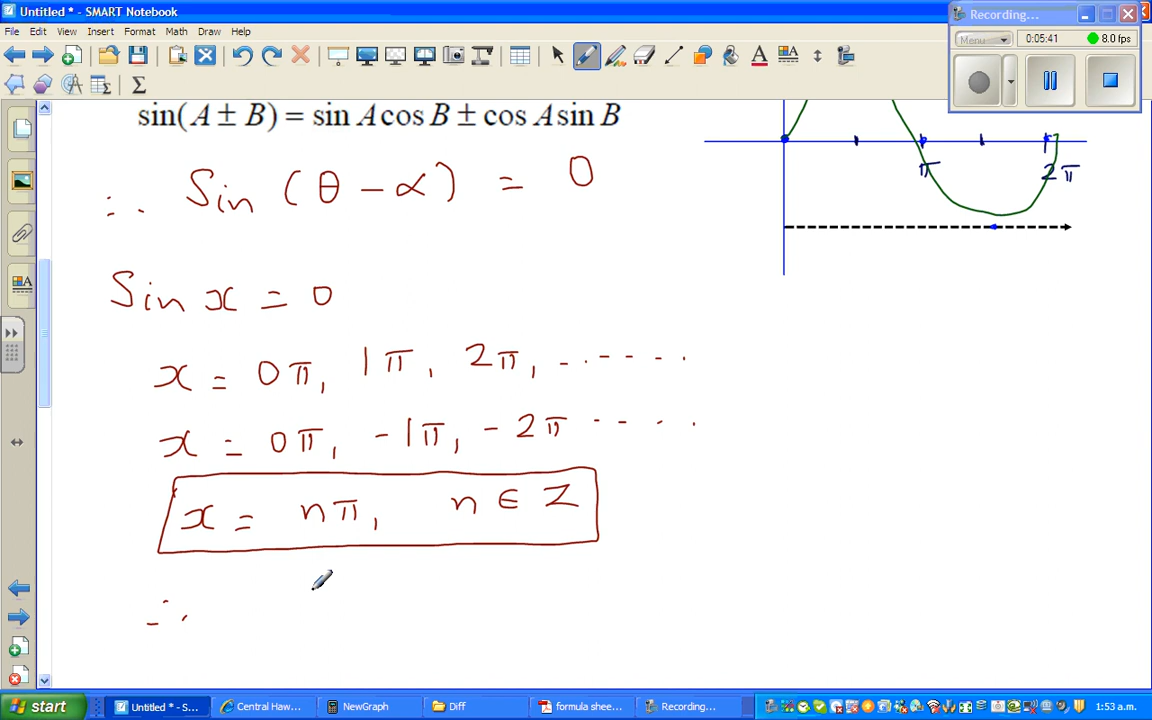 Untitled * - SMART Notebook
Recording...
File Edit View Insert Format Math Draw Help
Menu 0:05:41 8.0 fps
sin(A ± B) = sin A cos B ± cos A sin B
∴ Sin (θ - α) = 0
π 2π
Sin x = 0
x = 0π, 1π, 2π, .......
x = 0π, -1π, -2π .....
x = nπ, n ∈ Z
∴
start Untitled * - S... Central Haw... NewGraph Diff formula shee... Recording... 1:53 a.m.